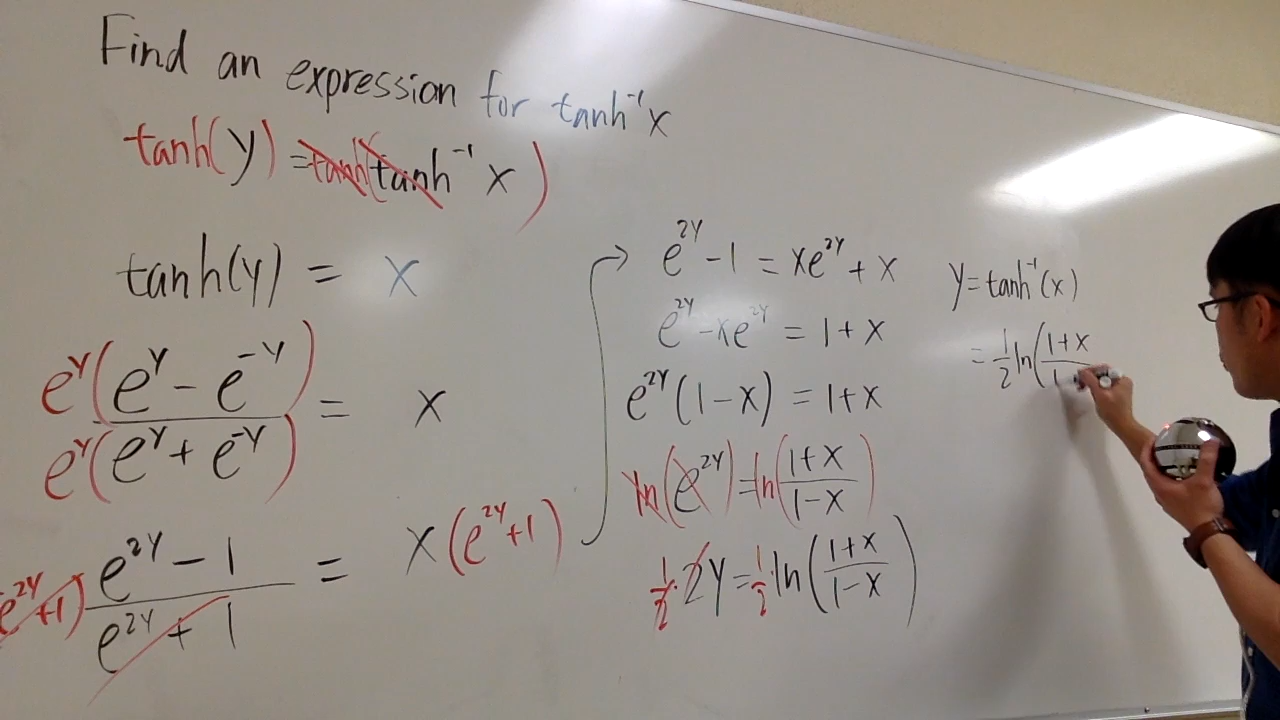 Find an expression for tanh⁻¹x
tanh(y) = tanh(tanh⁻¹ x)
tanh(y) = x
e^y(e^y - e^-y) / e^y(e^y + e^-y) = x
(e^2y + 1) (e^2y - 1) / (e^2y + 1) = x(e^2y + 1)
→ e^2y - 1 = xe^2y + x
e^2y - xe^2y = 1 + x
e^2y (1 - x) = 1 + x
ln(e^2y) = ln((1+x)/(1-x))
1/2 · 2y = 1/2 · ln((1+x)/(1-x))
y = tanh⁻¹(x)
= 1/2 ln((1+x)/(1